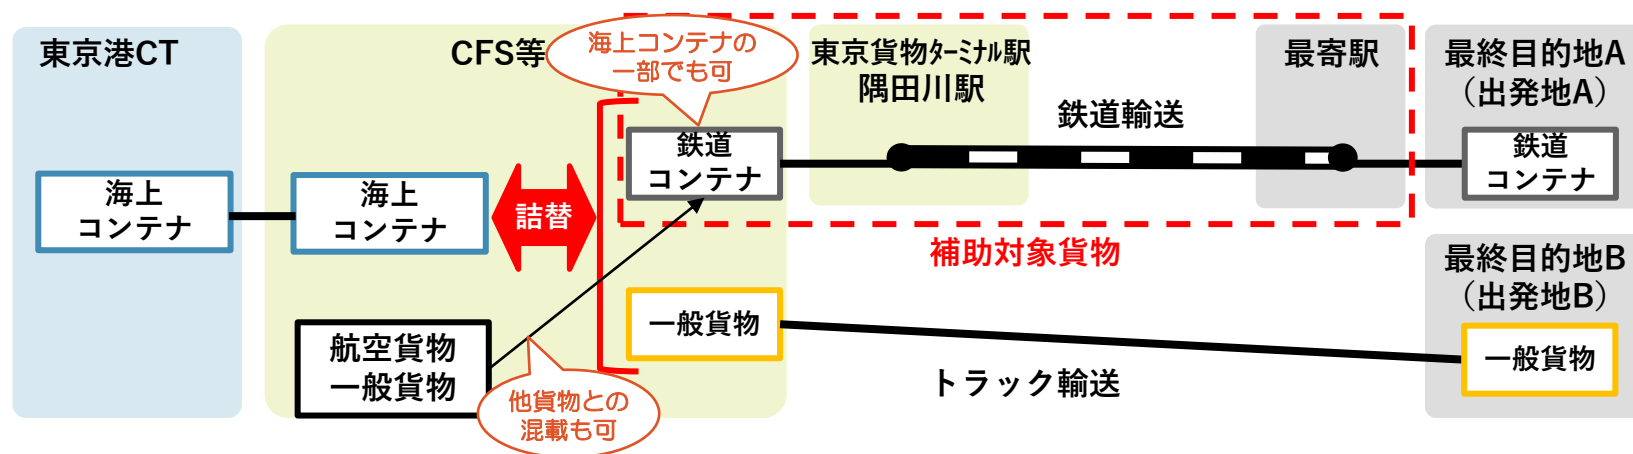 東京港CT
CFS等
海上コンテナの
一部でも可
東京貨物ﾀｰﾐﾅﾙ駅
隅田川駅
最寄駅
最終目的地A
（出発地A）
鉄道輸送
鉄道
コンテナ
鉄道
コンテナ
海上
コンテナ
海上
コンテナ
詰替
補助対象貨物
最終目的地B
（出発地B）
一般貨物
一般貨物
航空貨物
一般貨物
トラック輸送
他貨物との
混載も可